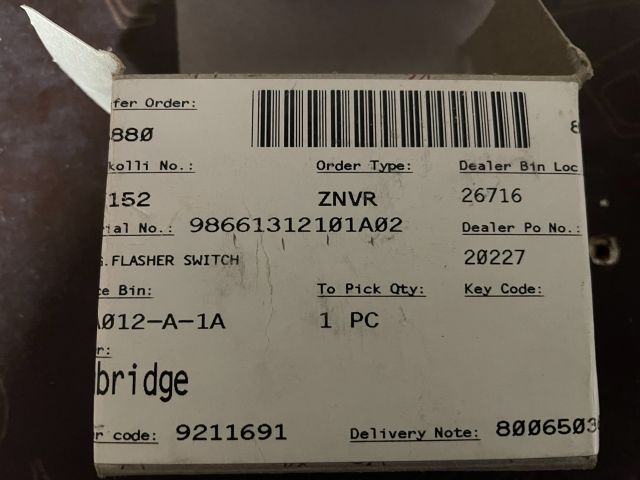 fer Order:
880
kolli No.: Order Type: Dealer Bin Loc
152 ZNVR 26716
ial No.: 98661312101A02 Dealer Po No.:
G.FLASHER SWITCH 20227
e Bin: To Pick Qty: Key Code:
A012-A-1A 1 PC
r:
bridge
r code: 9211691 Delivery Note: 8006503